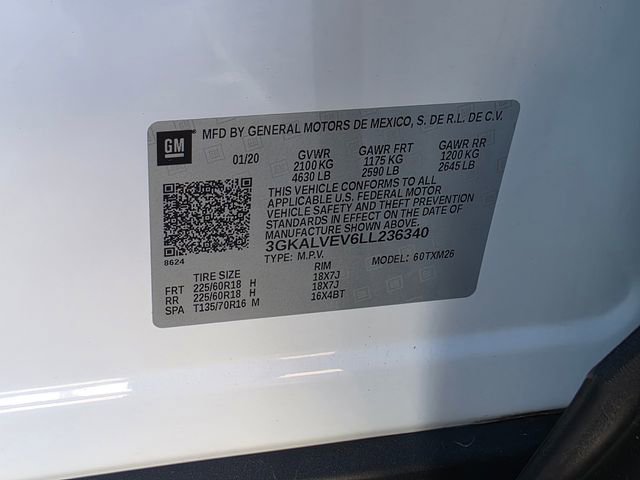 GM MFD BY GENERAL MOTORS DE MEXICO, S. DE R.L. DE C.V.
01/20 GVWR GAWR FRT GAWR RR
2100 KG 1175 KG 1200 KG
4630 LB 2590 LB 2645 LB
THIS VEHICLE CONFORMS TO ALL
APPLICABLE U.S. FEDERAL MOTOR
VEHICLE SAFETY AND THEFT PREVENTION
STANDARDS IN EFFECT ON THE DATE OF
MANUFACTURE SHOWN ABOVE.
3GKALVEV6LL236340
8624 TYPE: M.P.V. MODEL: 60TXM26
TIRE SIZE RIM
FRT 225/60R18 H 18X7J
RR 225/60R18 H 18X7J
SPA T135/70R16 M 16X4BT